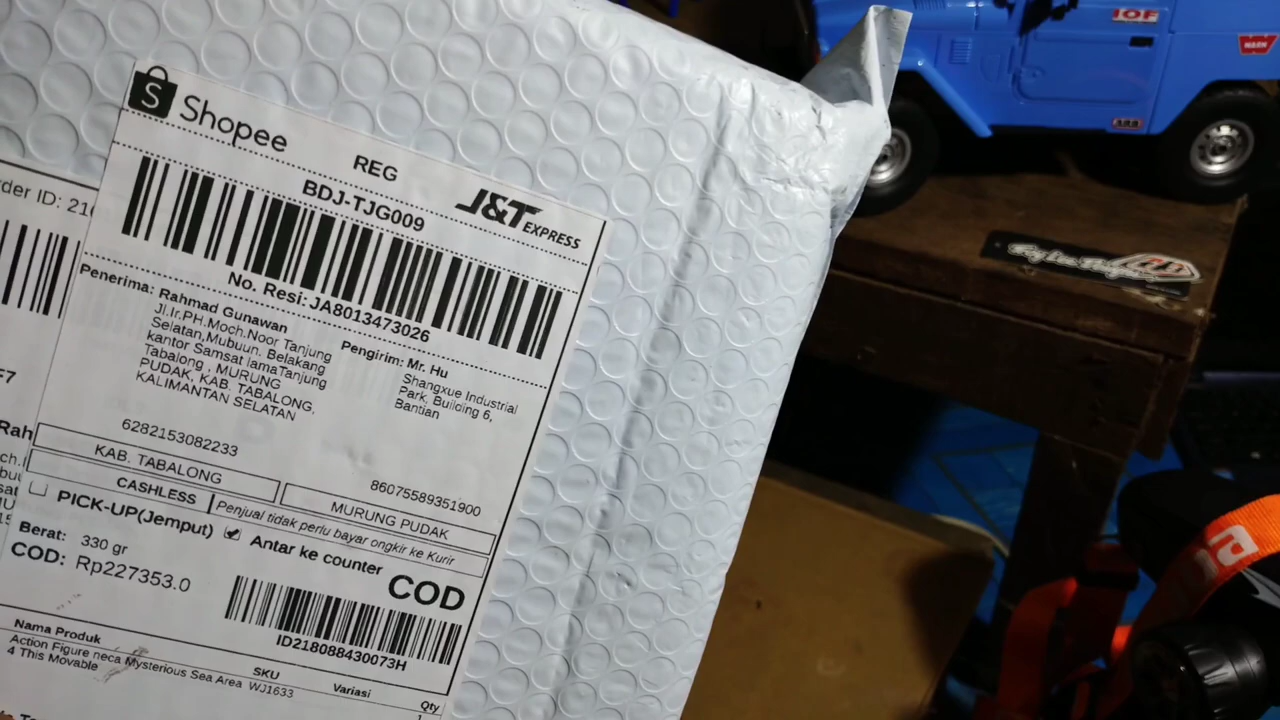 Shopee
REG
J&T EXPRESS
BDJ-TJG009
No. Resi: JA8013473026
Penerima: Rahmad Gunawan
Jl.Ir.PH.Moch.Noor Tanjung
Selatan,Mubuun. Belakang
kantor Samsat lamaTanjung
Tabalong , MURUNG
PUDAK, KAB. TABALONG,
KALIMANTAN SELATAN
6282153082233
Pengirim: Mr. Hu
Shangxue Industrial
Park, Building 6,
Bantian
86075589351900
KAB. TABALONG
MURUNG PUDAK
CASHLESS
Penjual tidak perlu bayar ongkir ke Kurir
PICK-UP(Jemput)
Antar ke counter
Berat: 330 gr
COD: Rp227353.0
COD
ID218088430073H
Nama Produk
SKU
Variasi
Qty
Action Figure neca Mysterious Sea Area
4 This Movable
WJ1633
1
der ID: 21
F7
Rah
IOF
WARN